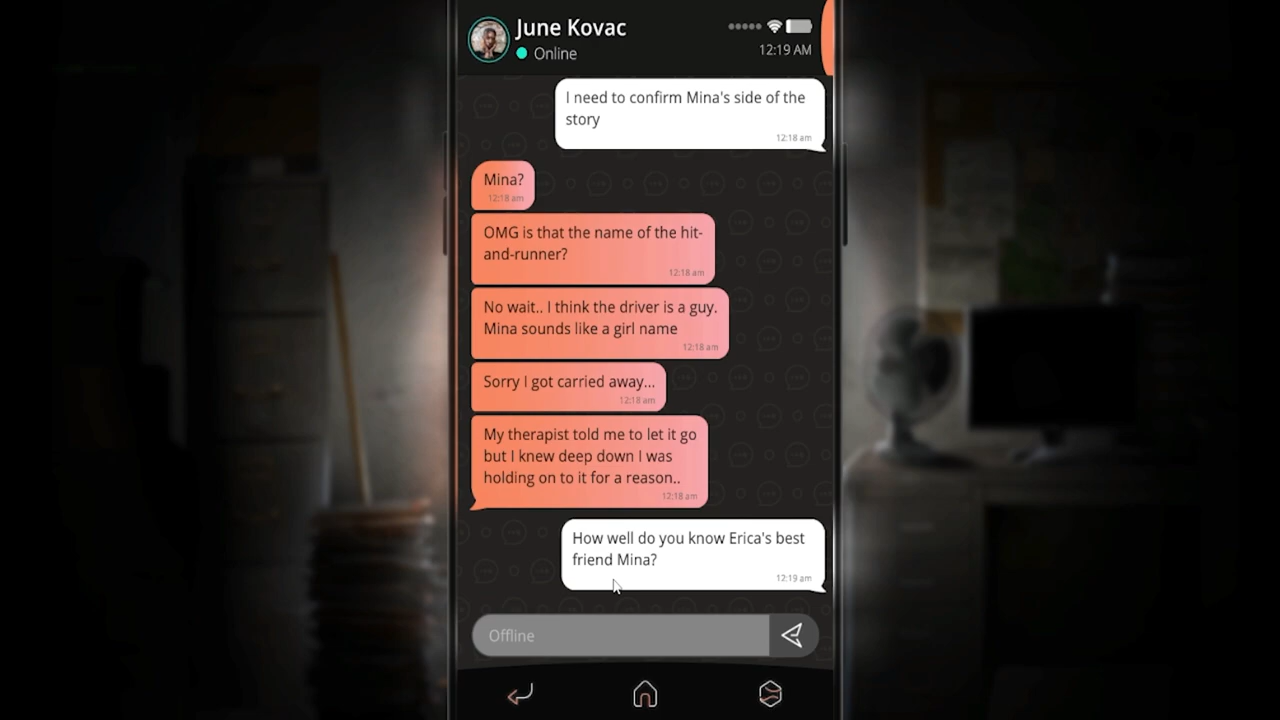 June Kovac
Online
12:19 AM
I need to confirm Mina's side of the
story
12:18 am
Mina?
12:18 am
OMG is that the name of the hit-
and-runner?
12:18 am
No wait.. I think the driver is a guy.
Mina sounds like a girl name
12:18 am
Sorry I got carried away...
12:18 am
My therapist told me to let it go
but I knew deep down I was
holding on to it for a reason..
12:18 am
How well do you know Erica's best
friend Mina?
12:19 am
Offline